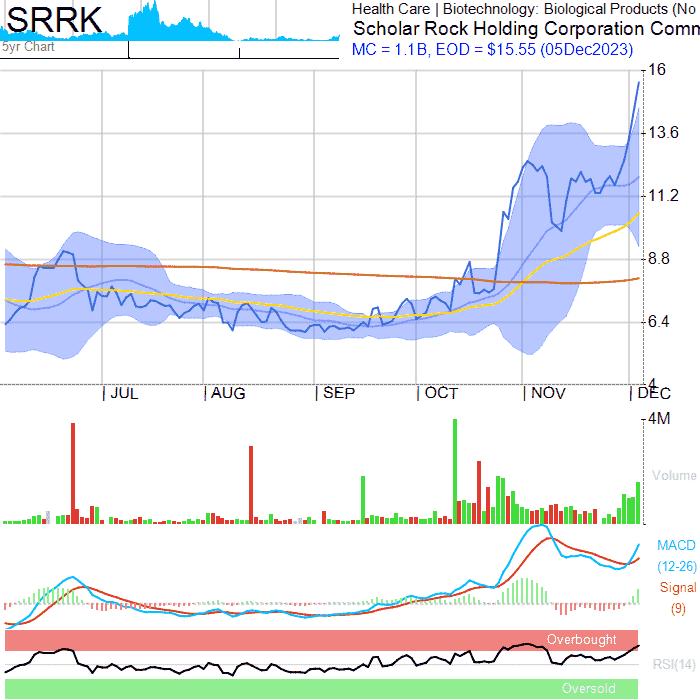 SRRK
5yr Chart
Health Care | Biotechnology: Biological Products (No
Scholar Rock Holding Corporation Comm
MC = 1.1B, EOD = $15.55 (05Dec2023)
16
13.6
11.2
8.8
6.4
4
JUL AUG SEP OCT NOV DEC
4M
Volume
MACD
(12-26)
Signal
(9)
Overbought
RSI(14)
Oversold